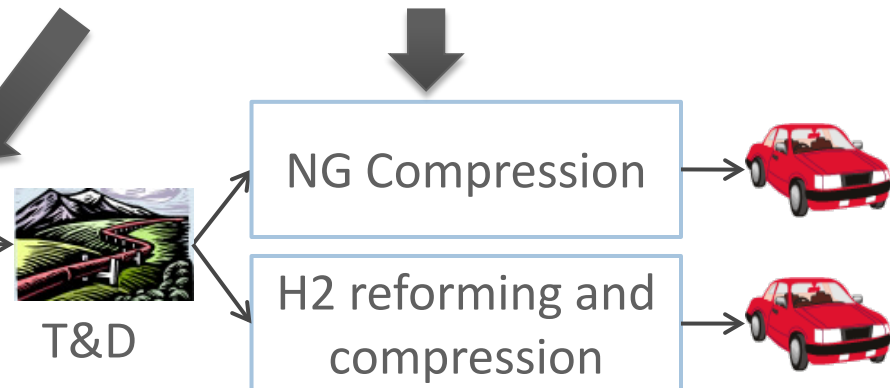 NG Compression
H2 reforming and
compression
T&D